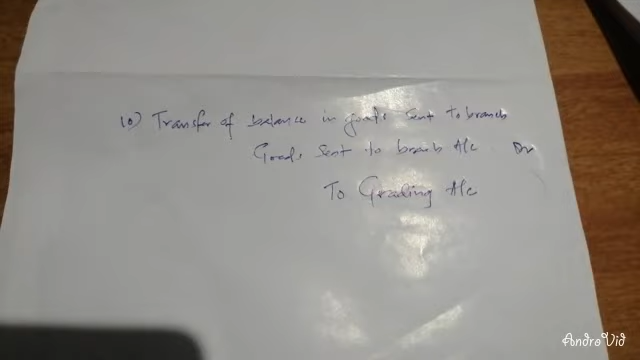 10) Transfer of balance in goods sent to branch
Goods sent to branch A/c Dr
To Trading A/c
AndroVid